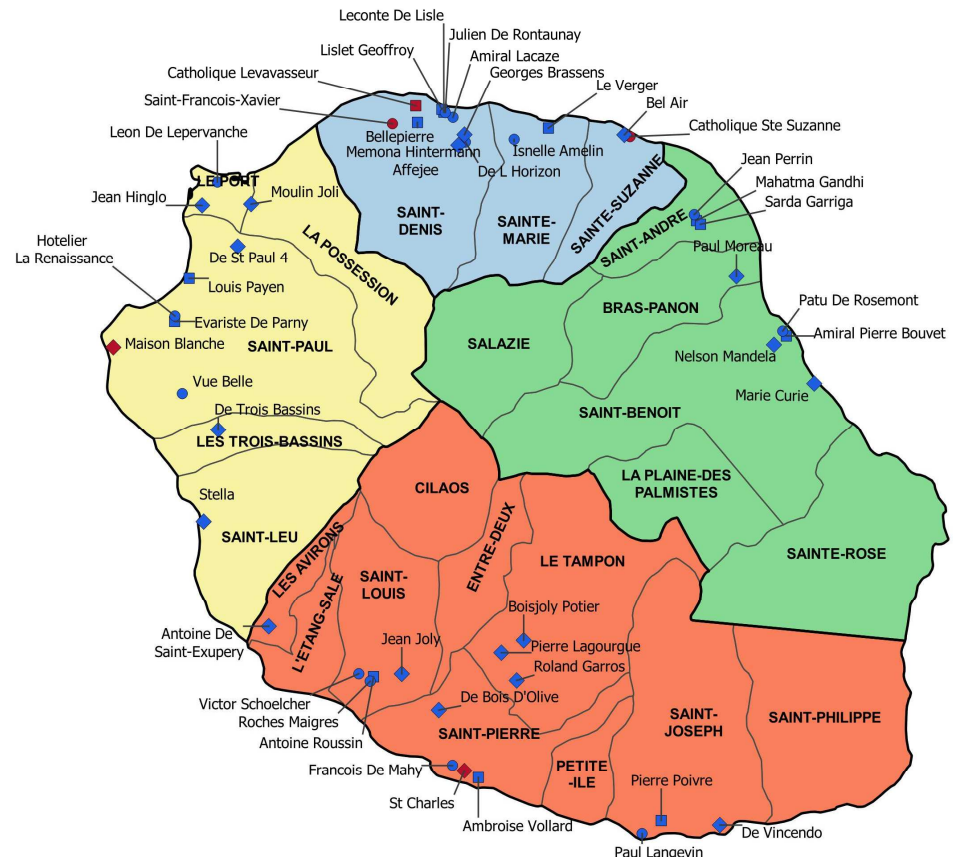 Leconte De Lisle
Julien De Rontaunay
Lislet Geoffroy
Amiral Lacaze
Georges Brassens
Catholique Levavasseur
Le Verger
Saint-Francois-Xavier
Bel Air
Leon De Lepervanche
Catholique Ste Suzanne
Bellepierre
Memona Hintermann
Affejee
Isnelle Amelin
De L Horizon
Jean Perrin
Mahatma Gandhi
Sarda Garriga
LE PORT
Jean Hinglo
Moulin Joli
SAINT-
DENIS
SAINTE-
MARIE
SAINTE-SUZANNE
SAINT-ANDRE
Hotelier
La Renaissance
De St Paul 4
LA POSSESSION
Paul Moreau
Louis Payen
BRAS-PANON
Patu De Rosemont
Evariste De Parny
Amiral Pierre Bouvet
Maison Blanche
SAINT-PAUL
SALAZIE
Nelson Mandela
Vue Belle
Marie Curie
De Trois Bassins
SAINT-BENOIT
LES TROIS-BASSINS
LA PLAINE-DES
PALMISTES
CILAOS
Stella
SAINT-LEU
LES AVIRONS
ENTRE-DEUX
SAINTE-ROSE
LE TAMPON
SAINT-
LOUIS
L'ETANG-SALE
Boisjoly Potier
Antoine De
Saint-Exupery
Jean Joly
Pierre Lagourgue
Roland Garros
Victor Schoelcher
Roches Maigres
Antoine Roussin
De Bois D'Olive
SAINT-PIERRE
SAINT-
JOSEPH
SAINT-PHILIPPE
Francois De Mahy
PETITE
-ILE
Pierre Poivre
St Charles
Ambroise Vollard
De Vincendo
Paul Langevin